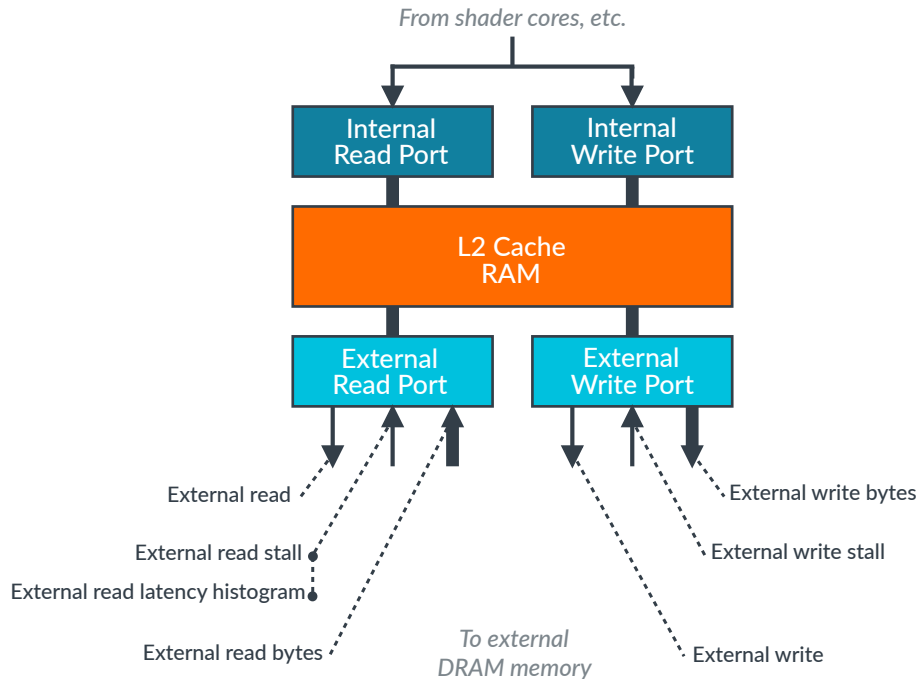 From shader cores, etc.
Internal
Read Port
Internal
Write Port
L2 Cache
RAM
External
Read Port
External
Write Port
External read
External write bytes
External read stall
External write stall
External read latency histogram
External read bytes
To external
DRAM memory
External write